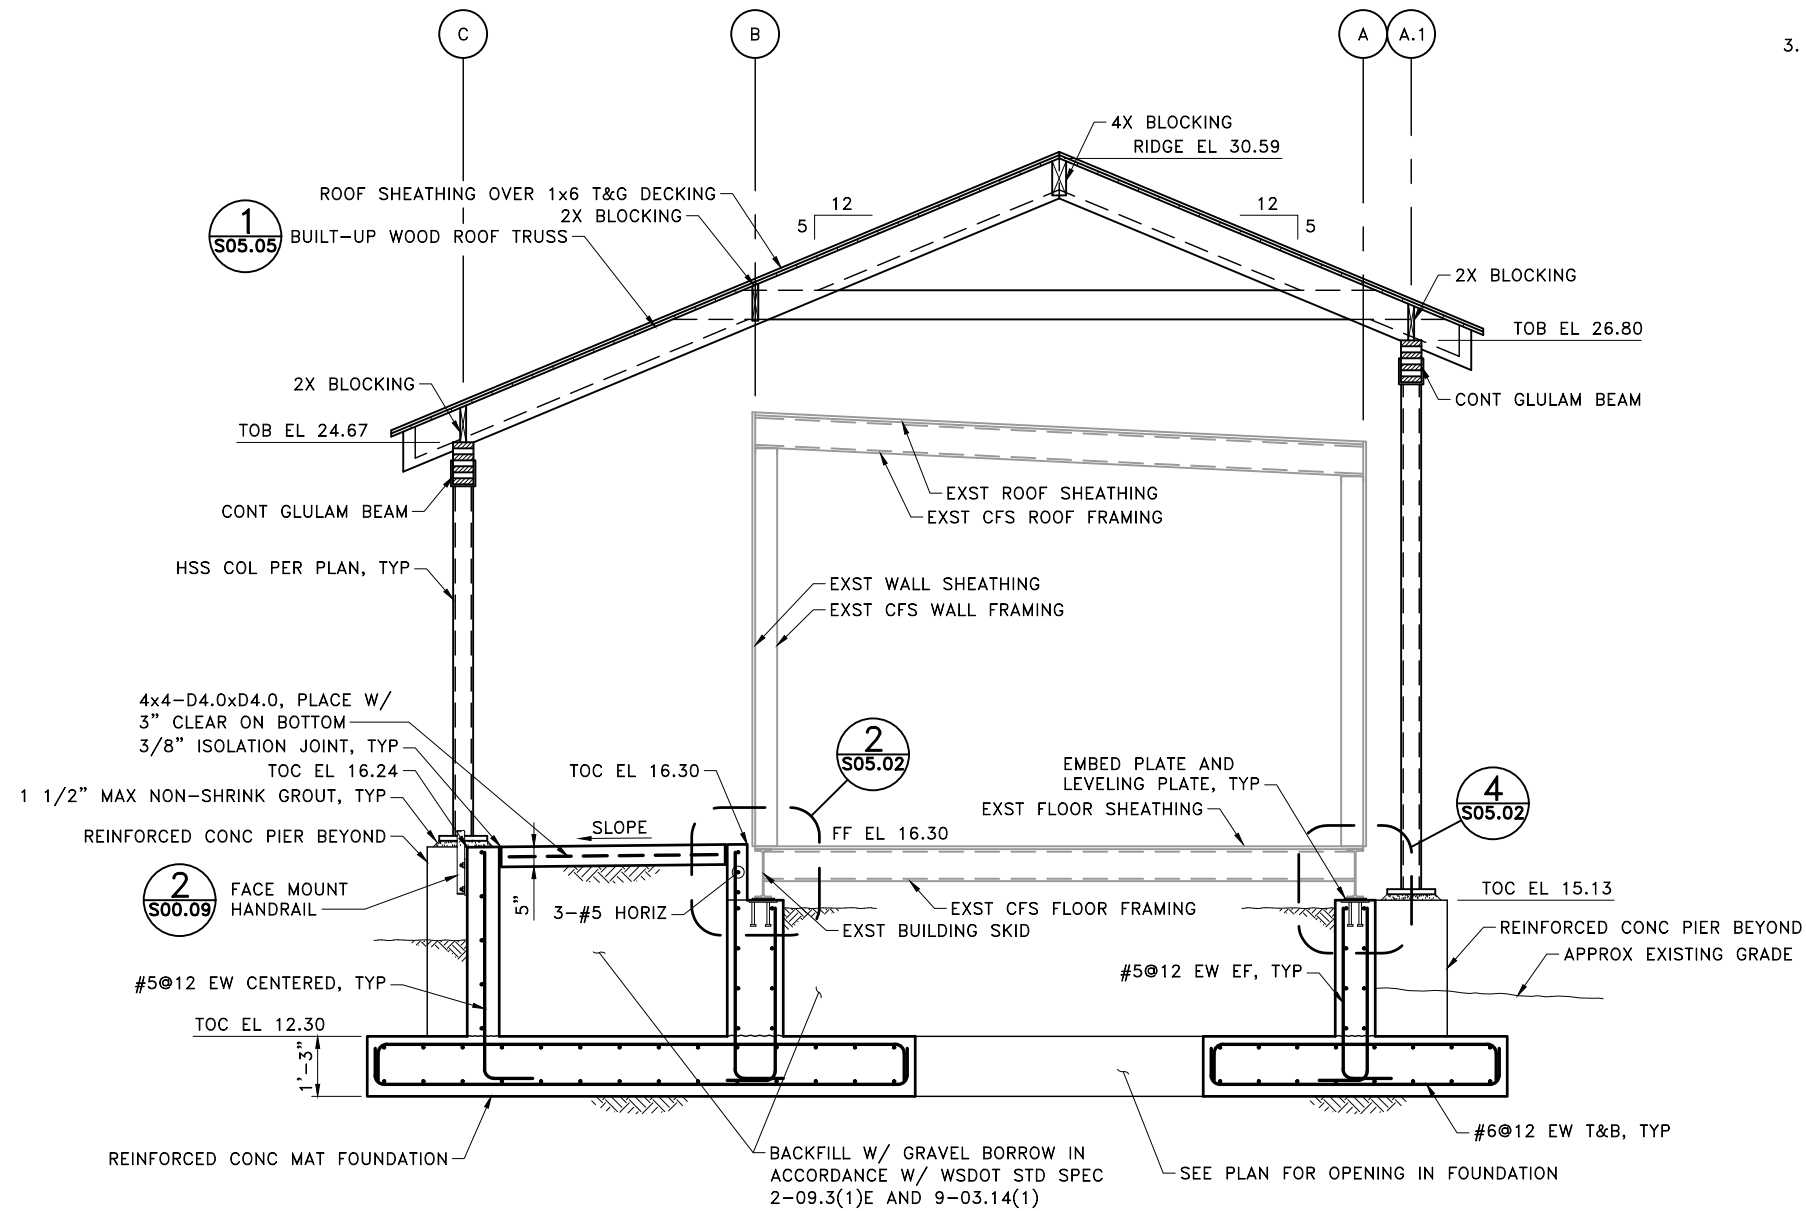 C
B
A
A.1
3.
4X BLOCKING
RIDGE EL 30.59
ROOF SHEATHING OVER 1x6 T&G DECKING
2X BLOCKING
1
S05.05
BUILT-UP WOOD ROOF TRUSS
12
5
12
5
2X BLOCKING
TOB EL 26.80
2X BLOCKING
TOB EL 24.67
CONT GLULAM BEAM
CONT GLULAM BEAM
EXST ROOF SHEATHING
EXST CFS ROOF FRAMING
HSS COL PER PLAN, TYP
EXST WALL SHEATHING
EXST CFS WALL FRAMING
4x4-D4.0xD4.0, PLACE W/
3" CLEAR ON BOTTOM
3/8" ISOLATION JOINT, TYP
TOC EL 16.24
1 1/2" MAX NON-SHRINK GROUT, TYP
REINFORCED CONC PIER BEYOND
2
S00.09
FACE MOUNT
HANDRAIL
SLOPE
5"
TOC EL 16.30
2
S05.02
FF EL 16.30
EMBED PLATE AND
LEVELING PLATE, TYP
EXST FLOOR SHEATHING
4
S05.02
3-#5 HORIZ
EXST CFS FLOOR FRAMING
EXST BUILDING SKID
TOC EL 15.13
REINFORCED CONC PIER BEYOND
APPROX EXISTING GRADE
#5@12 EW CENTERED, TYP
#5@12 EW EF, TYP
TOC EL 12.30
1'-3"
#6@12 EW T&B, TYP
REINFORCED CONC MAT FOUNDATION
BACKFILL W/ GRAVEL BORROW IN
ACCORDANCE W/ WSDOT STD SPEC
2-09.3(1)E AND 9-03.14(1)
SEE PLAN FOR OPENING IN FOUNDATION